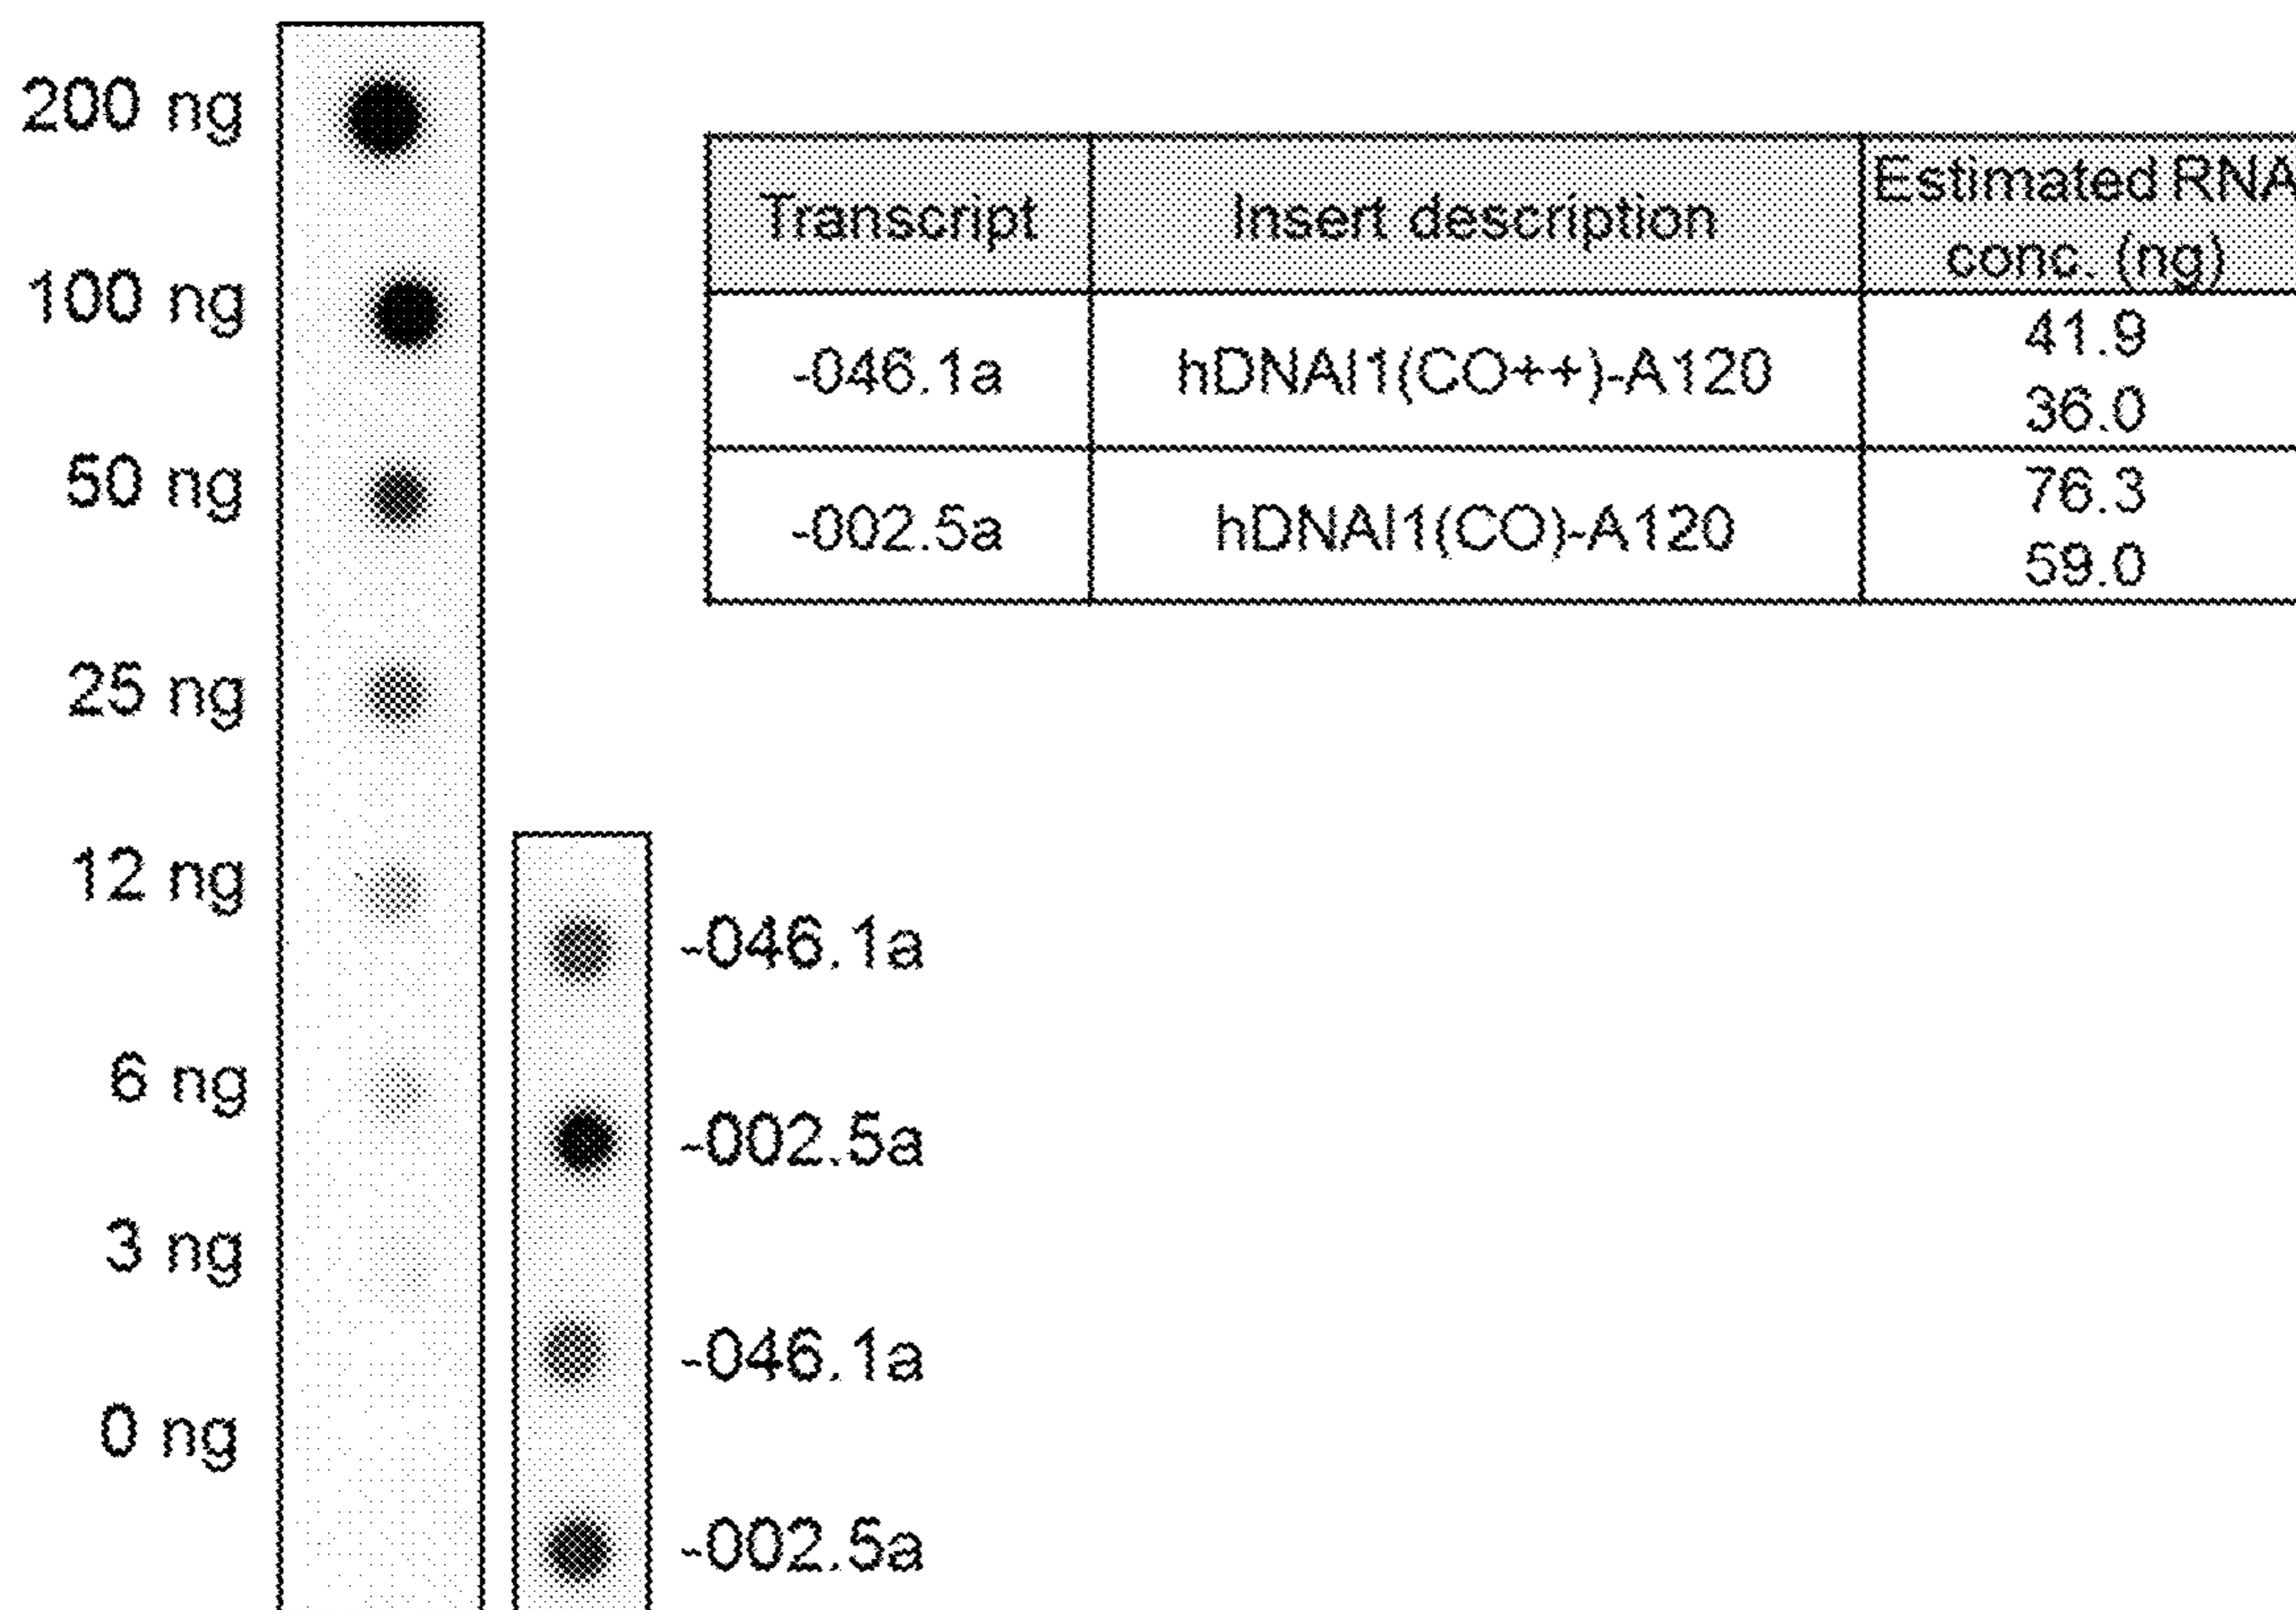 200 ng
100 ng
50 ng
25 ng
12 ng
6 ng
3 ng
0 ng
Transcript
Insert description
Estimated RNA
conc. (ng)
-046.1a
hDNAI1(CO++)-A120
41.9
36.0
-002.5a
hDNAI1(CO)-A120
76.3
59.0
-046.1a
-002.5a
-046.1a
-002.5a